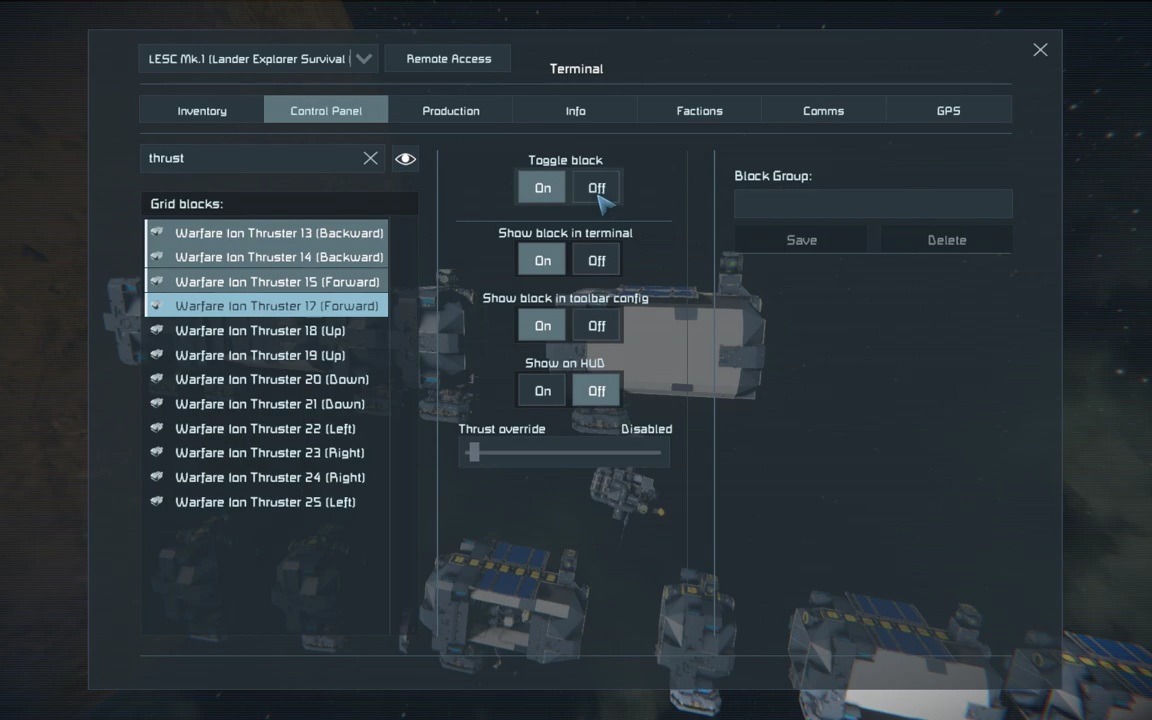 LESC Mk.1 (Lander Explorer Survival
Remote Access
Terminal
Inventory
Control Panel
Production
Info
Factions
Comms
GPS
thrust
Grid blocks:
Warfare Ion Thruster 13 (Backward)
Warfare Ion Thruster 14 (Backward)
Warfare Ion Thruster 15 (Forward)
Warfare Ion Thruster 17 (Forward)
Warfare Ion Thruster 18 (Up)
Warfare Ion Thruster 19 (Up)
Warfare Ion Thruster 20 (Down)
Warfare Ion Thruster 21 (Down)
Warfare Ion Thruster 22 (Left)
Warfare Ion Thruster 23 (Right)
Warfare Ion Thruster 24 (Right)
Warfare Ion Thruster 25 (Left)
Toggle block
On Off
Show block in terminal
On Off
Show block in toolbar config
On Off
Show on HUD
On Off
Thrust override Disabled
Block Group:
Save
Delete